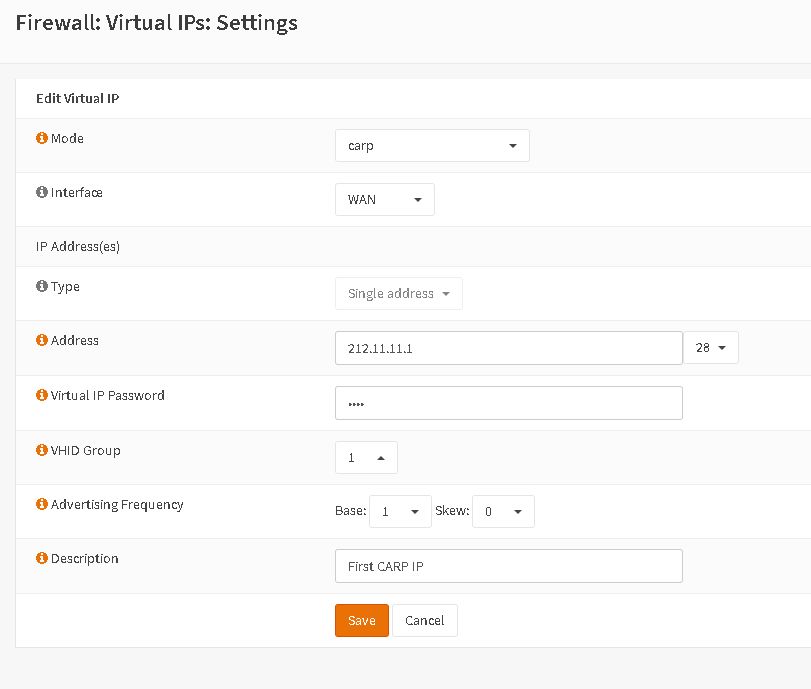 Firewall: Virtual IPs: Settings
Edit Virtual IP
Mode carp
Interface WAN
IP Address(es)
Type Single address
Address 212.11.11.1 28
Virtual IP Password ••••
VHID Group 1
Advertising Frequency Base: 1 Skew: 0
Description First CARP IP
Save Cancel